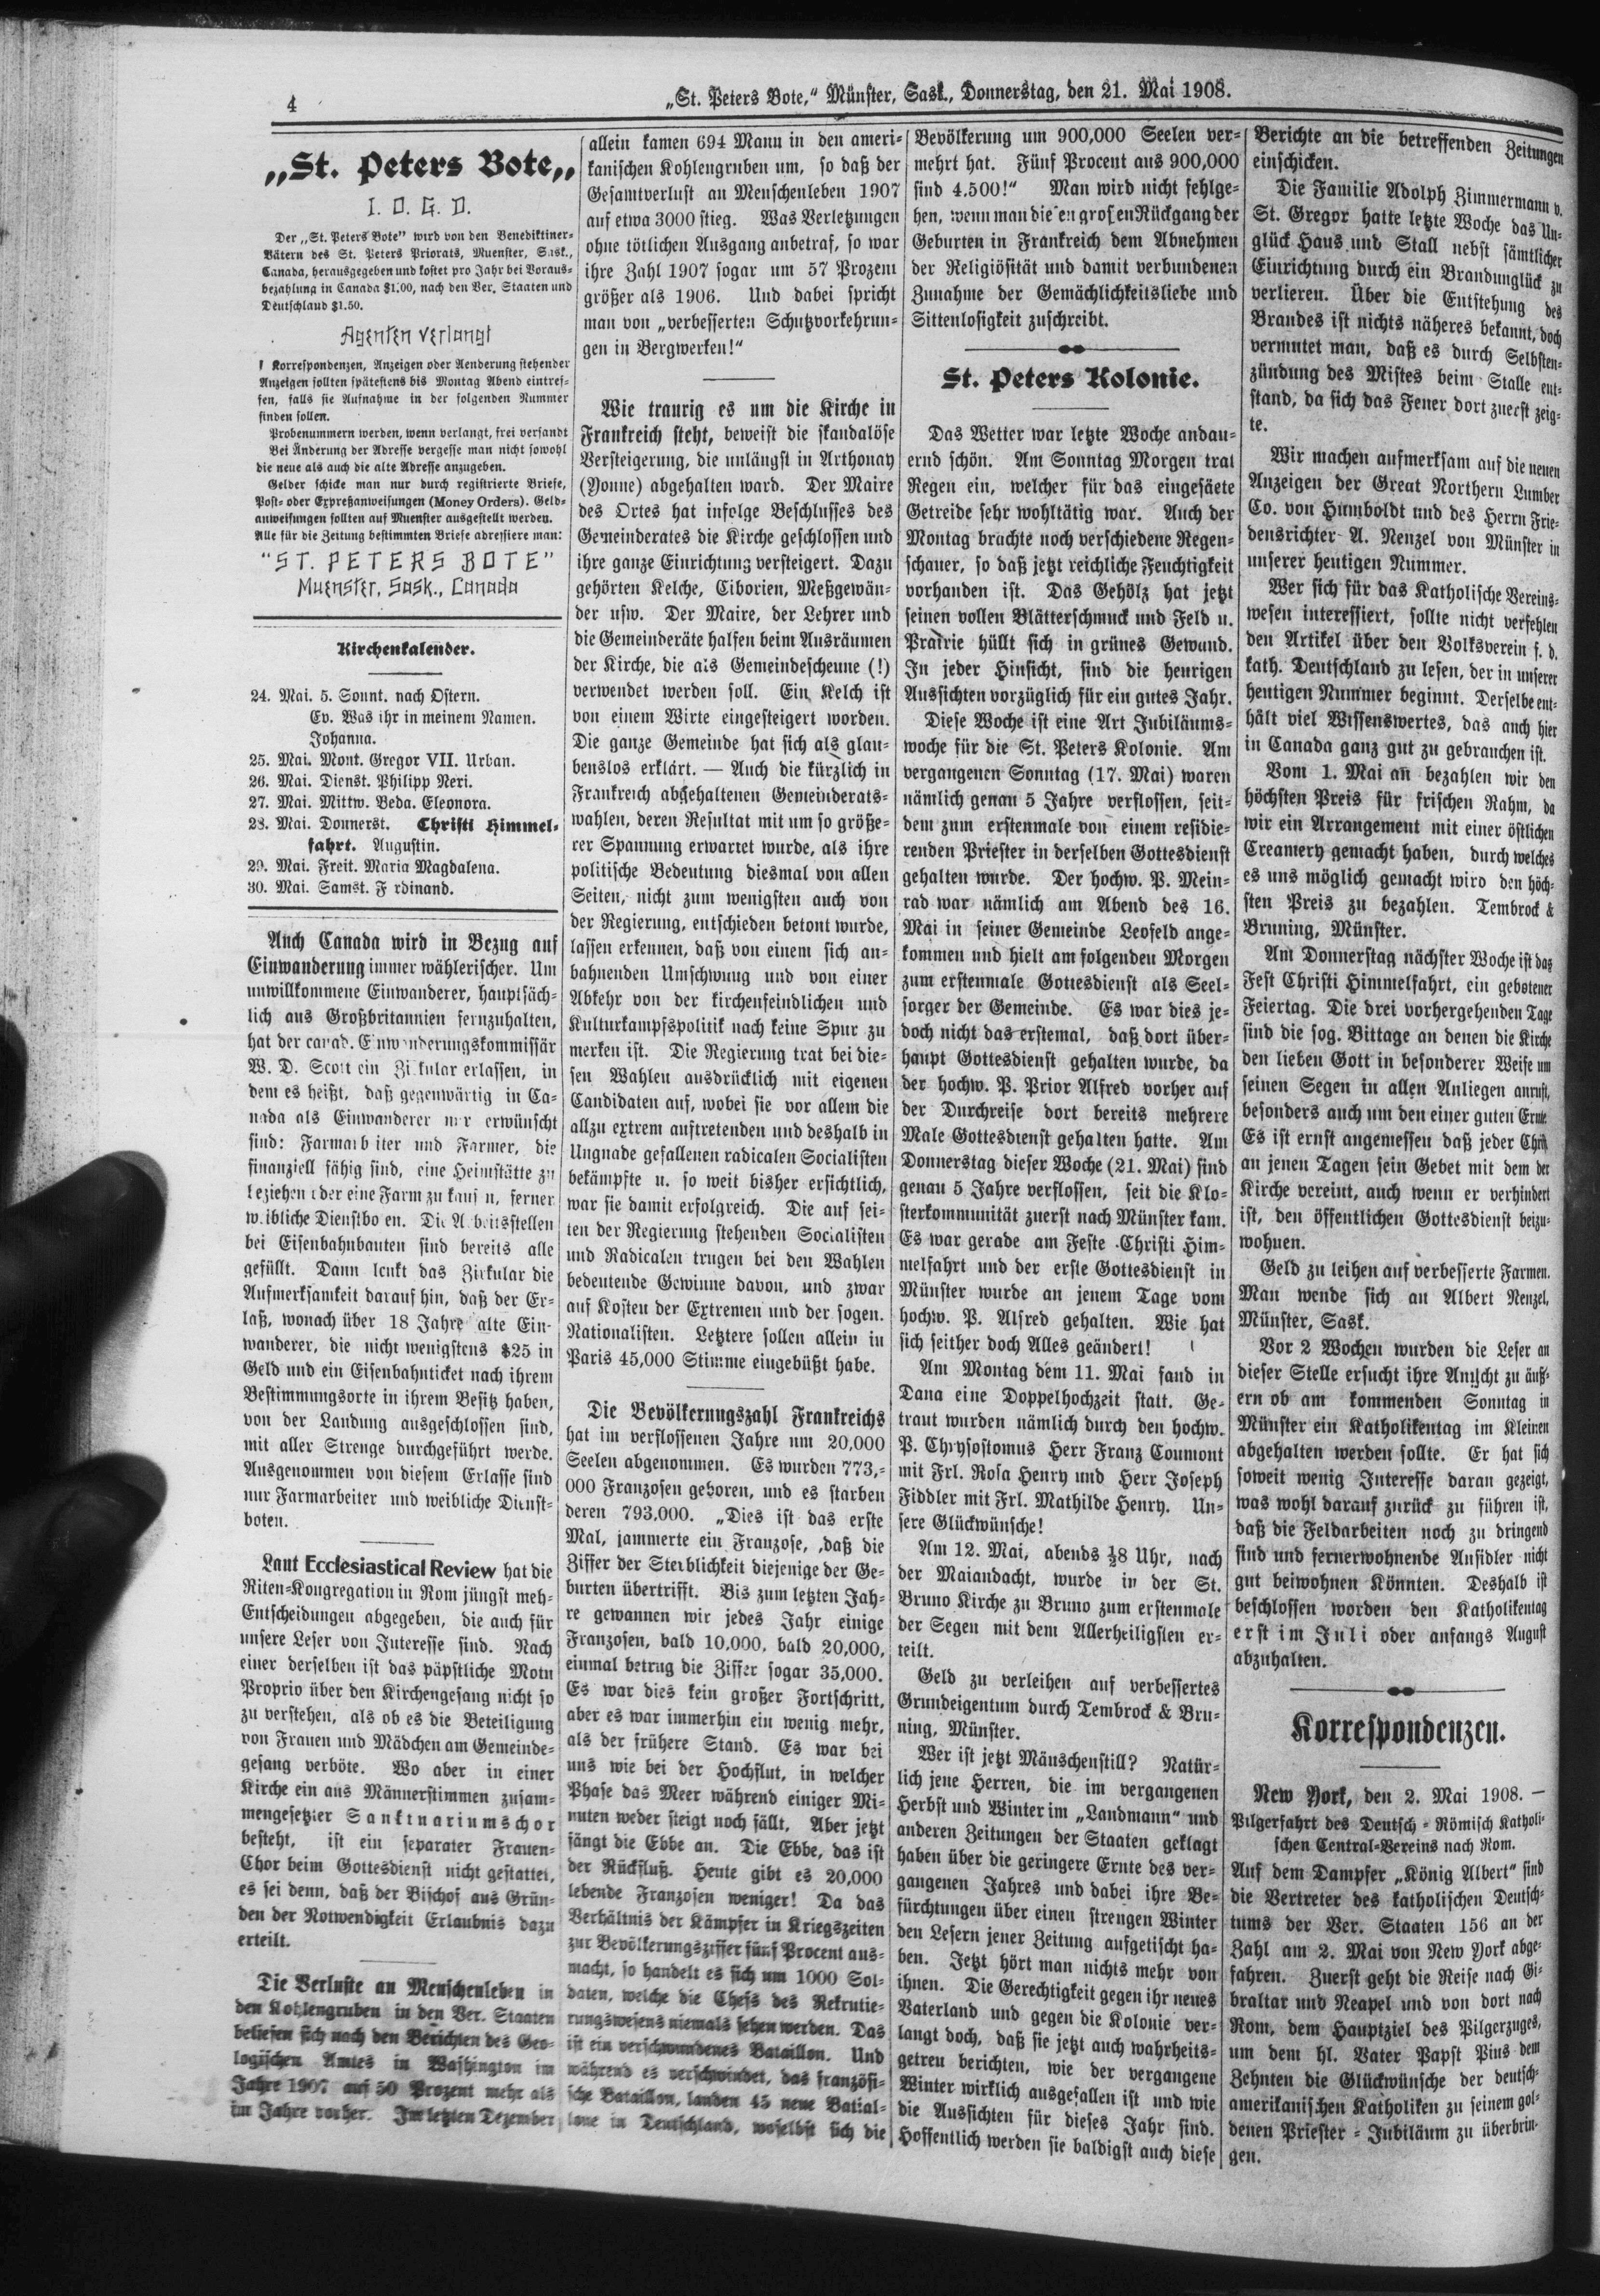 4
„St. Peters Bote,“ Münster, Sask., Donnerstag, den 21. Mai 1908.
„St. Peters Bote„
I. O. G. D.
Der „St. Peters Bote” wird von den Benediktiner-
Vätern des St. Peters Priorats, Muenster, Sask.,
Canada, herausgegeben und kostet pro Jahr bei Voraus-
bezahlung in Canada $1.00, nach den Ver. Staaten und
Deutschland $1.50.
Agenten verlangt
Korrespondenzen, Anzeigen oder Aenderung stehender
Anzeigen sollten spätestens bis Montag Abend eintref-
fen, falls sie Aufnahme in der folgenden Nummer
finden sollen.
Probenummern werden, wenn verlangt, frei versandt
Bei Änderung der Adresse vergesse man nicht sowohl
die neue als auch die alte Adresse anzugeben.
Gelder schicke man nur durch registrierte Briefe,
Post- oder Expreßanweisungen (Money Orders). Geld-
anweisungen sollten auf Muenster ausgestellt werden.
Alle für die Zeitung bestimmten Briefe adressiere man:
“ST. PETERS BOTE”
Muenster, Sask., Canada
Kirchenkalender.
24. Mai. 5. Sonnt. nach Ostern.
Ev. Was ihr in meinem Namen.
Johanna.
25. Mai. Mont. Gregor VII. Urban.
26. Mai. Dienst. Philipp Neri.
27. Mai. Mittw. Beda. Eleonora.
28. Mai. Donnerst. Christi Himmel-
fahrt. Augustin.
29. Mai. Freit. Maria Magdalena.
30. Mai. Samst. F rdinand.
Auch Canada wird in Bezug auf
Einwanderung immer wählerischer. Um
unwillkommene Einwanderer, hauptsäch-
lich aus Großbritannien fernzuhalten,
hat der canad. Einwanderungskommissär
W. D. Scott ein Zirkular erlassen, in
dem es heißt, daß gegenwärtig in Ca-
nada als Einwanderer nur erwünscht
sind: Farmarbeiter und Farmer, die
finanziell fähig sind, eine Heimstätte zu
beziehen oder eine Farm zu kaufen, ferner
weibliche Dienstboten. Die Arbeitsstellen
bei Eisenbahnbauten sind bereits alle
gefüllt. Dann lenkt das Zirkular die
Aufmerksamkeit darauf hin, daß der Er-
laß, wonach über 18 Jahre alte Ein-
wanderer, die nicht wenigstens $25 in
Geld und ein Eisenbahnticket nach ihrem
Bestimmungsorte in ihrem Besitz haben,
von der Landung ausgeschlossen sind,
mit aller Strenge durchgeführt werde.
Ausgenommen von diesem Erlasse sind
nur Farmarbeiter und weibliche Dienst-
boten.
Laut Ecclesiastical Review hat die
Riten-Kongregation in Rom jüngst meh-
Entscheidungen abgegeben, die auch für
unsere Leser von Interesse sind. Nach
einer derselben ist das päpstliche Motu
Proprio über den Kirchengesang nicht so
zu verstehen, als ob es die Beteiligung
von Frauen und Mädchen am Gemeinde-
gesang verböte. Wo aber in einer
Kirche ein aus Männerstimmen zusam-
mengesetzter Sanktuariumschor
besteht, ist ein separater Frauen-
Chor beim Gottesdienst nicht gestattet,
es sei denn, daß der Bischof aus Grün-
den der Notwendigkeit Erlaubnis dazu
erteilt.
Die Verluste an Menschenleben in
den Kohlengruben in den Ver. Staaten
beliefen sich nach den Berichten des Geo-
logischen Amtes in Washington im
Jahre 1907 auf 50 Prozent mehr als
im Jahre vorher. Im letzten Dezember
allein kamen 694 Mann in den ameri-
kanischen Kohlengruben um, so daß der
Gesamtverlust an Menschenleben 1907
auf etwa 3000 stieg. Was Verletzungen
ohne tötlichen Ausgang anbetraf, so war
ihre Zahl 1907 sogar um 57 Prozent
größer als 1906. Und dabei spricht
man von „verbesserten Schutzvorkehrun-
gen in Bergwerken!“
Wie traurig es um die Kirche in
Frankreich steht, beweist die skandalöse
Versteigerung, die unlängst in Arthonay
(Yonne) abgehalten ward. Der Maire
des Ortes hat infolge Beschlusses des
Gemeinderates die Kirche geschlossen und
ihre ganze Einrichtung versteigert. Dazu
gehörten Kelche, Ciborien, Meßgewän-
der usw. Der Maire, der Lehrer und
die Gemeinderäte halfen beim Ausräumen
der Kirche, die als Gemeindescheune (!)
verwendet werden soll. Ein Kelch ist
von einem Wirte eingesteigert worden.
Die ganze Gemeinde hat sich als glau-
benslos erklärt. — Auch die kürzlich in
Frankreich abgehaltenen Gemeinderats-
wahlen, deren Resultat mit um so größe-
rer Spannung erwartet wurde, als ihre
politische Bedeutung diesmal von allen
Seiten, nicht zum wenigsten auch von
der Regierung, entschieden betont wurde,
lassen erkennen, daß von einem sich an-
bahnenden Umschwung und von einer
Abkehr von der kirchenfeindlichen und
Kulturkampfspolitik nach keine Spur zu
merken ist. Die Regierung trat bei die-
sen Wahlen ausdrücklich mit eigenen
Candidaten auf, wobei sie vor allem die
allzu extrem auftretenden und deshalb in
Ungnade gefallenen radicalen Socialisten
bekämpfte u. so weit bisher ersichtlich,
war sie damit erfolgreich. Die auf sei-
ten der Regierung stehenden Socialisten
und Radicalen trugen bei den Wahlen
bedeutende Gewinne davon, und zwar
auf Kosten der Extremen und der sogen.
Nationalisten. Letztere sollen allein in
Paris 45,000 Stimme eingebüßt habe.
Die Bevölkerungszahl Frankreichs
hat im verflossenen Jahre um 20,000
Seelen abgenommen. Es wurden 773,-
000 Franzosen geboren, und es starben
deren 793,000. „Dies ist das erste
Mal, jammerte ein Franzose, ‚daß die
Ziffer der Sterblichkeit diejenige der Ge-
burten übertrifft. Bis zum letzten Jah-
re gewannen wir jedes Jahr einige
Franzosen, bald 10,000, bald 20,000,
einmal betrug die Ziffer sogar 35,000.
Es war dies kein großer Fortschritt,
aber es war immerhin ein wenig mehr,
als der frühere Stand. Es war bei
uns wie bei der Hochflut, in welcher
Phase das Meer während einiger Mi-
nuten weder steigt noch fällt. Aber jetzt
fängt die Ebbe an. Die Ebbe, das ist
der Rückfluß. Heute gibt es 20,000
lebende Franzosen weniger! Da das
Verhältnis der Kämpfer in Kriegszeiten
zur Bevölkerungsziffer fünf Procent aus-
macht, so handelt es sich um 1000 Sol-
daten, welche die Chefs des Rekrutie-
rungswesens niemals sehen werden. Das
ist ein verschwundenes Bataillon. Und
während es verschwindet, das französi-
sche Bataillon, landen 45 neue Batail-
lone in Deutschland, woselbst sich die
Bevölkerung um 900,000 Seelen ver-
mehrt hat. Fünf Procent aus 900,000
sind 4.500!“ Man wird nicht fehlge-
hen, wenn man diesen großen Rückgang der
Geburten in Frankreich dem Abnehmen
der Religiösität und damit verbundenen
Zunahme der Gemächlichkeitsliebe und
Sittenlosigkeit zuschreibt.
St. Peters Kolonie.
Das Wetter war letzte Woche andau-
ernd schön. Am Sonntag Morgen trat
Regen ein, welcher für das eingesäete
Getreide sehr wohltätig war. Auch der
Montag brachte noch verschiedene Regen-
schauer, so daß jetzt reichliche Feuchtigkeit
vorhanden ist. Das Gehölz hat jetzt
seinen vollen Blätterschmuck und Feld u.
Prairie hüllt sich in grünes Gewand.
In jeder Hinsicht, sind die heurigen
Aussichten vorzüglich für ein gutes Jahr.
Diese Woche ist eine Art Jubiläums-
woche für die St. Peters Kolonie. Am
vergangenen Sonntag (17. Mai) waren
nämlich genau 5 Jahre verflossen, seit-
dem zum erstenmale von einem residie-
renden Priester in derselben Gottesdienst
gehalten wurde. Der hochw. P. Mein-
rad war nämlich am Abend des 16.
Mai in seiner Gemeinde Leofeld ange-
kommen und hielt am folgenden Morgen
zum erstenmale Gottesdienst als Seel-
sorger der Gemeinde. Es war dies je-
doch nicht das erstemal, daß dort über-
haupt Gottesdienst gehalten wurde, da
der hochw. P. Prior Alfred vorher auf
der Durchreise dort bereits mehrere
Male Gottesdienst gehalten hatte. Am
Donnerstag dieser Woche (21. Mai) sind
genau 5 Jahre verflossen, seit die Klo-
sterkommunität zuerst nach Münster kam.
Es war gerade am Feste Christi Him-
melfahrt und der erste Gottesdienst in
Münster wurde an jenem Tage vom
hochw. P. Alfred gehalten. Wie hat
sich seither doch Alles geändert!
Am Montag dem 11. Mai fand in
Dana eine Doppelhochzeit statt. Ge-
traut wurden nämlich durch den hochw.
P. Chrysostomus Herr Franz Coumont
mit Frl. Rosa Henry und Herr Joseph
Fiddler mit Frl. Mathilde Henry. Un-
sere Glückwünsche!
Am 12. Mai, abends ½8 Uhr, nach
der Maiandacht, wurde in der St.
Bruno Kirche zu Bruno zum erstenmale
der Segen mit dem Allerheiligsten er-
teilt.
Geld zu verleihen auf verbessertes
Grundeigentum durch Tembrock & Bru-
ning, Münster.
Wer ist jetzt Mäuschenstill? Natür-
lich jene Herren, die im vergangenen
Herbst und Winter im „Landmann“ und
anderen Zeitungen der Staaten geklagt
haben über die geringere Ernte des ver-
gangenen Jahres und dabei ihre Be-
fürchtungen über einen strengen Winter
den Lesern jener Zeitung aufgetischt ha-
ben. Jetzt hört man nichts mehr von
ihnen. Die Gerechtigkeit gegen ihr neues
Vaterland und gegen die Kolonie ver-
langt doch, daß sie jetzt auch wahrheits-
getreu berichten, wie der vergangene
Winter wirklich ausgefallen ist und wie
die Aussichten für dieses Jahr sind.
Hoffentlich werden sie baldigst auch diese
Berichte an die betreffenden Zeitungen
einschicken.
Die Familie Adolph Zimmermann v.
St. Gregor hatte letzte Woche das Un-
glück Haus und Stall nebst sämtlicher
Einrichtung durch ein Brandunglück zu
verlieren. Über die Entstehung des
Brandes ist nichts näheres bekannt, doch
vermutet man, daß es durch Selbsten-
zündung des Mistes beim Stalle ent-
stand, da sich das Feuer dort zuerst zeig-
te.
Wir machen aufmerksam auf die neuen
Anzeigen der Great Northern Lumber
Co. von Humboldt und des Herrn Frie-
densrichter A. Nenzel von Münster in
unserer heutigen Nummer.
Wer sich für das Katholische Vereins-
wesen interessiert, sollte nicht verfehlen
den Artikel über den Volksverein f. d.
kath. Deutschland zu lesen, der in unserer
heutigen Nummer beginnt. Derselbe ent-
hält viel Wissenswertes, das auch hier
in Canada ganz gut zu gebrauchen ist.
Vom 1. Mai an bezahlen wir den
höchsten Preis für frischen Rahm, da
wir ein Arrangement mit einer östlichen
Creamery gemacht haben, durch welches
es uns möglich gemacht wird den höch-
sten Preis zu bezahlen. Tembrock &
Bruning, Münster.
Am Donnerstag nächster Woche ist das
Fest Christi Himmelfahrt, ein gebotener
Feiertag. Die drei vorhergehenden Tage
sind die sog. Bittage an denen die Kirche
den lieben Gott in besonderer Weise um
seinen Segen in allen Anliegen anruft,
besonders auch um den einer guten Ernte.
Es ist ernst angemessen daß jeder Christ
an jenen Tagen sein Gebet mit dem der
Kirche vereint, auch wenn er verhindert
ist, den öffentlichen Gottesdienst beizu-
wohnen.
Geld zu leihen auf verbesserte Farmen.
Man wende sich an Albert Nenzel,
Münster, Sask.
Vor 2 Wochen wurden die Leser an
dieser Stelle ersucht ihre Ansicht zu äuß-
ern ob am kommenden Sonntag in
Münster ein Katholikentag im Kleinen
abgehalten werden sollte. Er hat sich
soweit wenig Interesse daran gezeigt,
was wohl darauf zurück zu führen ist,
daß die Feldarbeiten noch zu dringend
sind und fernerwohnende Ansidler nicht
gut beiwohnen Könnten. Deshalb ist
beschlossen worden den Katholikentag
erst im Juli oder anfangs August
abzuhalten.
Korrespondenzen.
New York, den 2. Mai 1908. —
Pilgerfahrt des Deutsch-Römisch Katholi-
schen Central-Vereins nach Rom.
Auf dem Dampfer „König Albert“ sind
die Vertreter des katholischen Deutsch-
tums der Ver. Staaten 156 an der
Zahl am 2. Mai von New York abge-
fahren. Zuerst geht die Reise nach Gi-
braltar und Neapel und von dort nach
Rom, dem Hauptziel des Pilgerzuges,
um dem hl. Vater Papst Pius dem
Zehnten die Glückwünsche der deutsch-
amerikanischen Katholiken zu seinem gol-
denen Priester-Jubiläum zu überbrin-
gen.